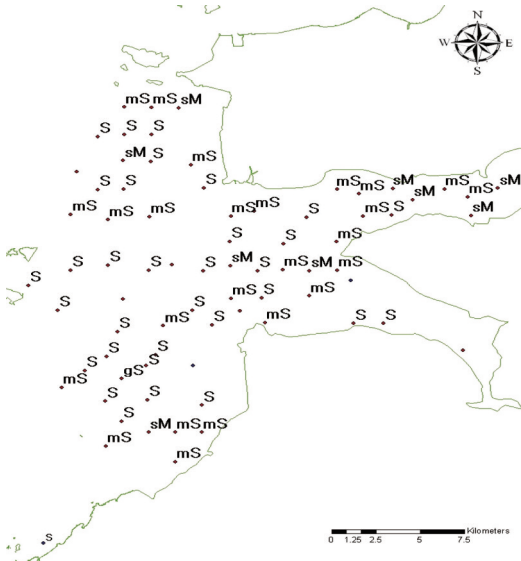 N
W E
S
mS mS sM
S S S
sM S mS
S S S
mS mS sM sM mS mS sM
mS mS mS mS mS S mS S sM
S S mS
S S S S sM S mS sM mS
S S mS S mS
S mS S mS S S
S S S
S gS
mS
S S S
S
sM mS mS
mS
mS
S
Kilometers
0 1.25 2.5 5 7.5